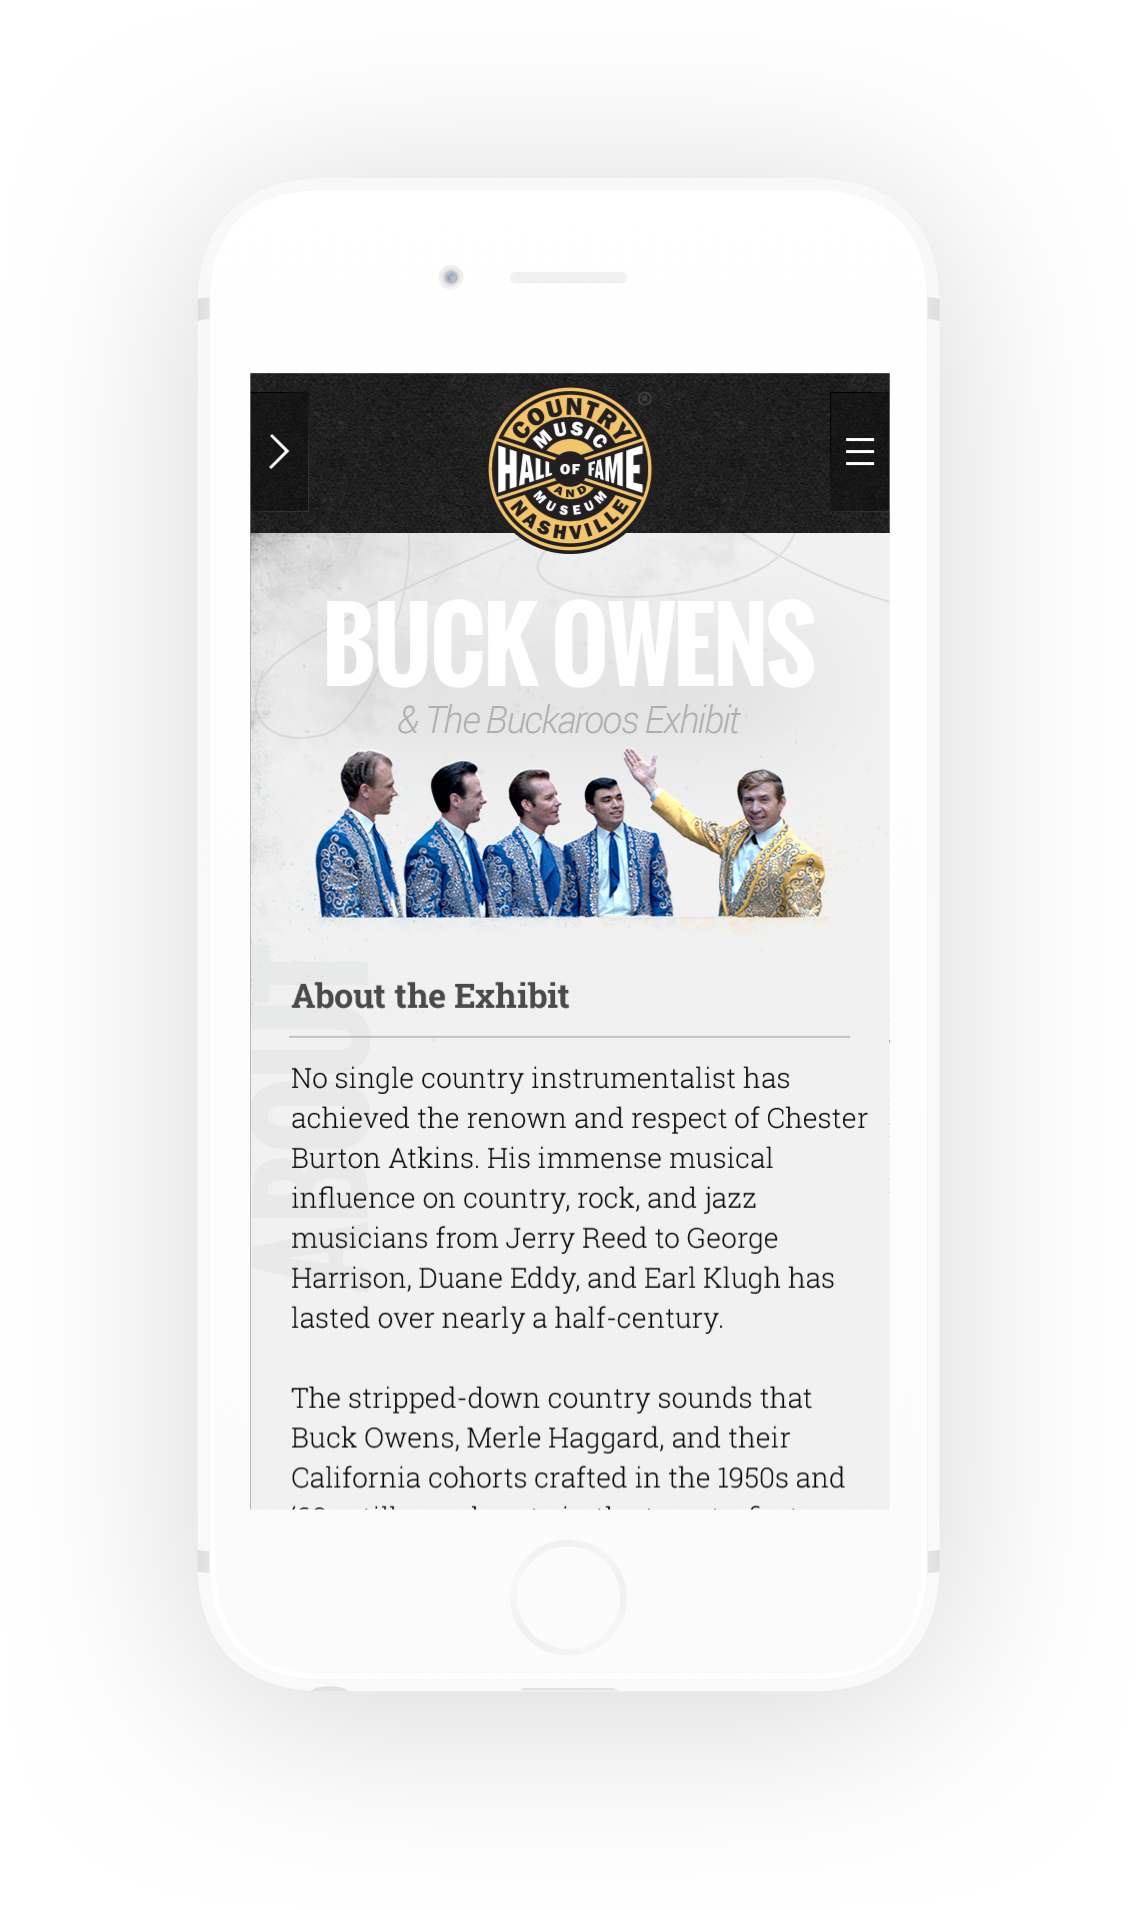 COUNTRY
MUSIC
HALL OF FAME
AND
MUSEUM
NASHVILLE
®
BUCK OWENS
& The Buckaroos Exhibit
ABOUT
About the Exhibit
No single country instrumentalist has
achieved the renown and respect of Chester
Burton Atkins. His immense musical
influence on country, rock, and jazz
musicians from Jerry Reed to George
Harrison, Duane Eddy, and Earl Klugh has
lasted over nearly a half-century.
The stripped-down country sounds that
Buck Owens, Merle Haggard, and their
California cohorts crafted in the 1950s and